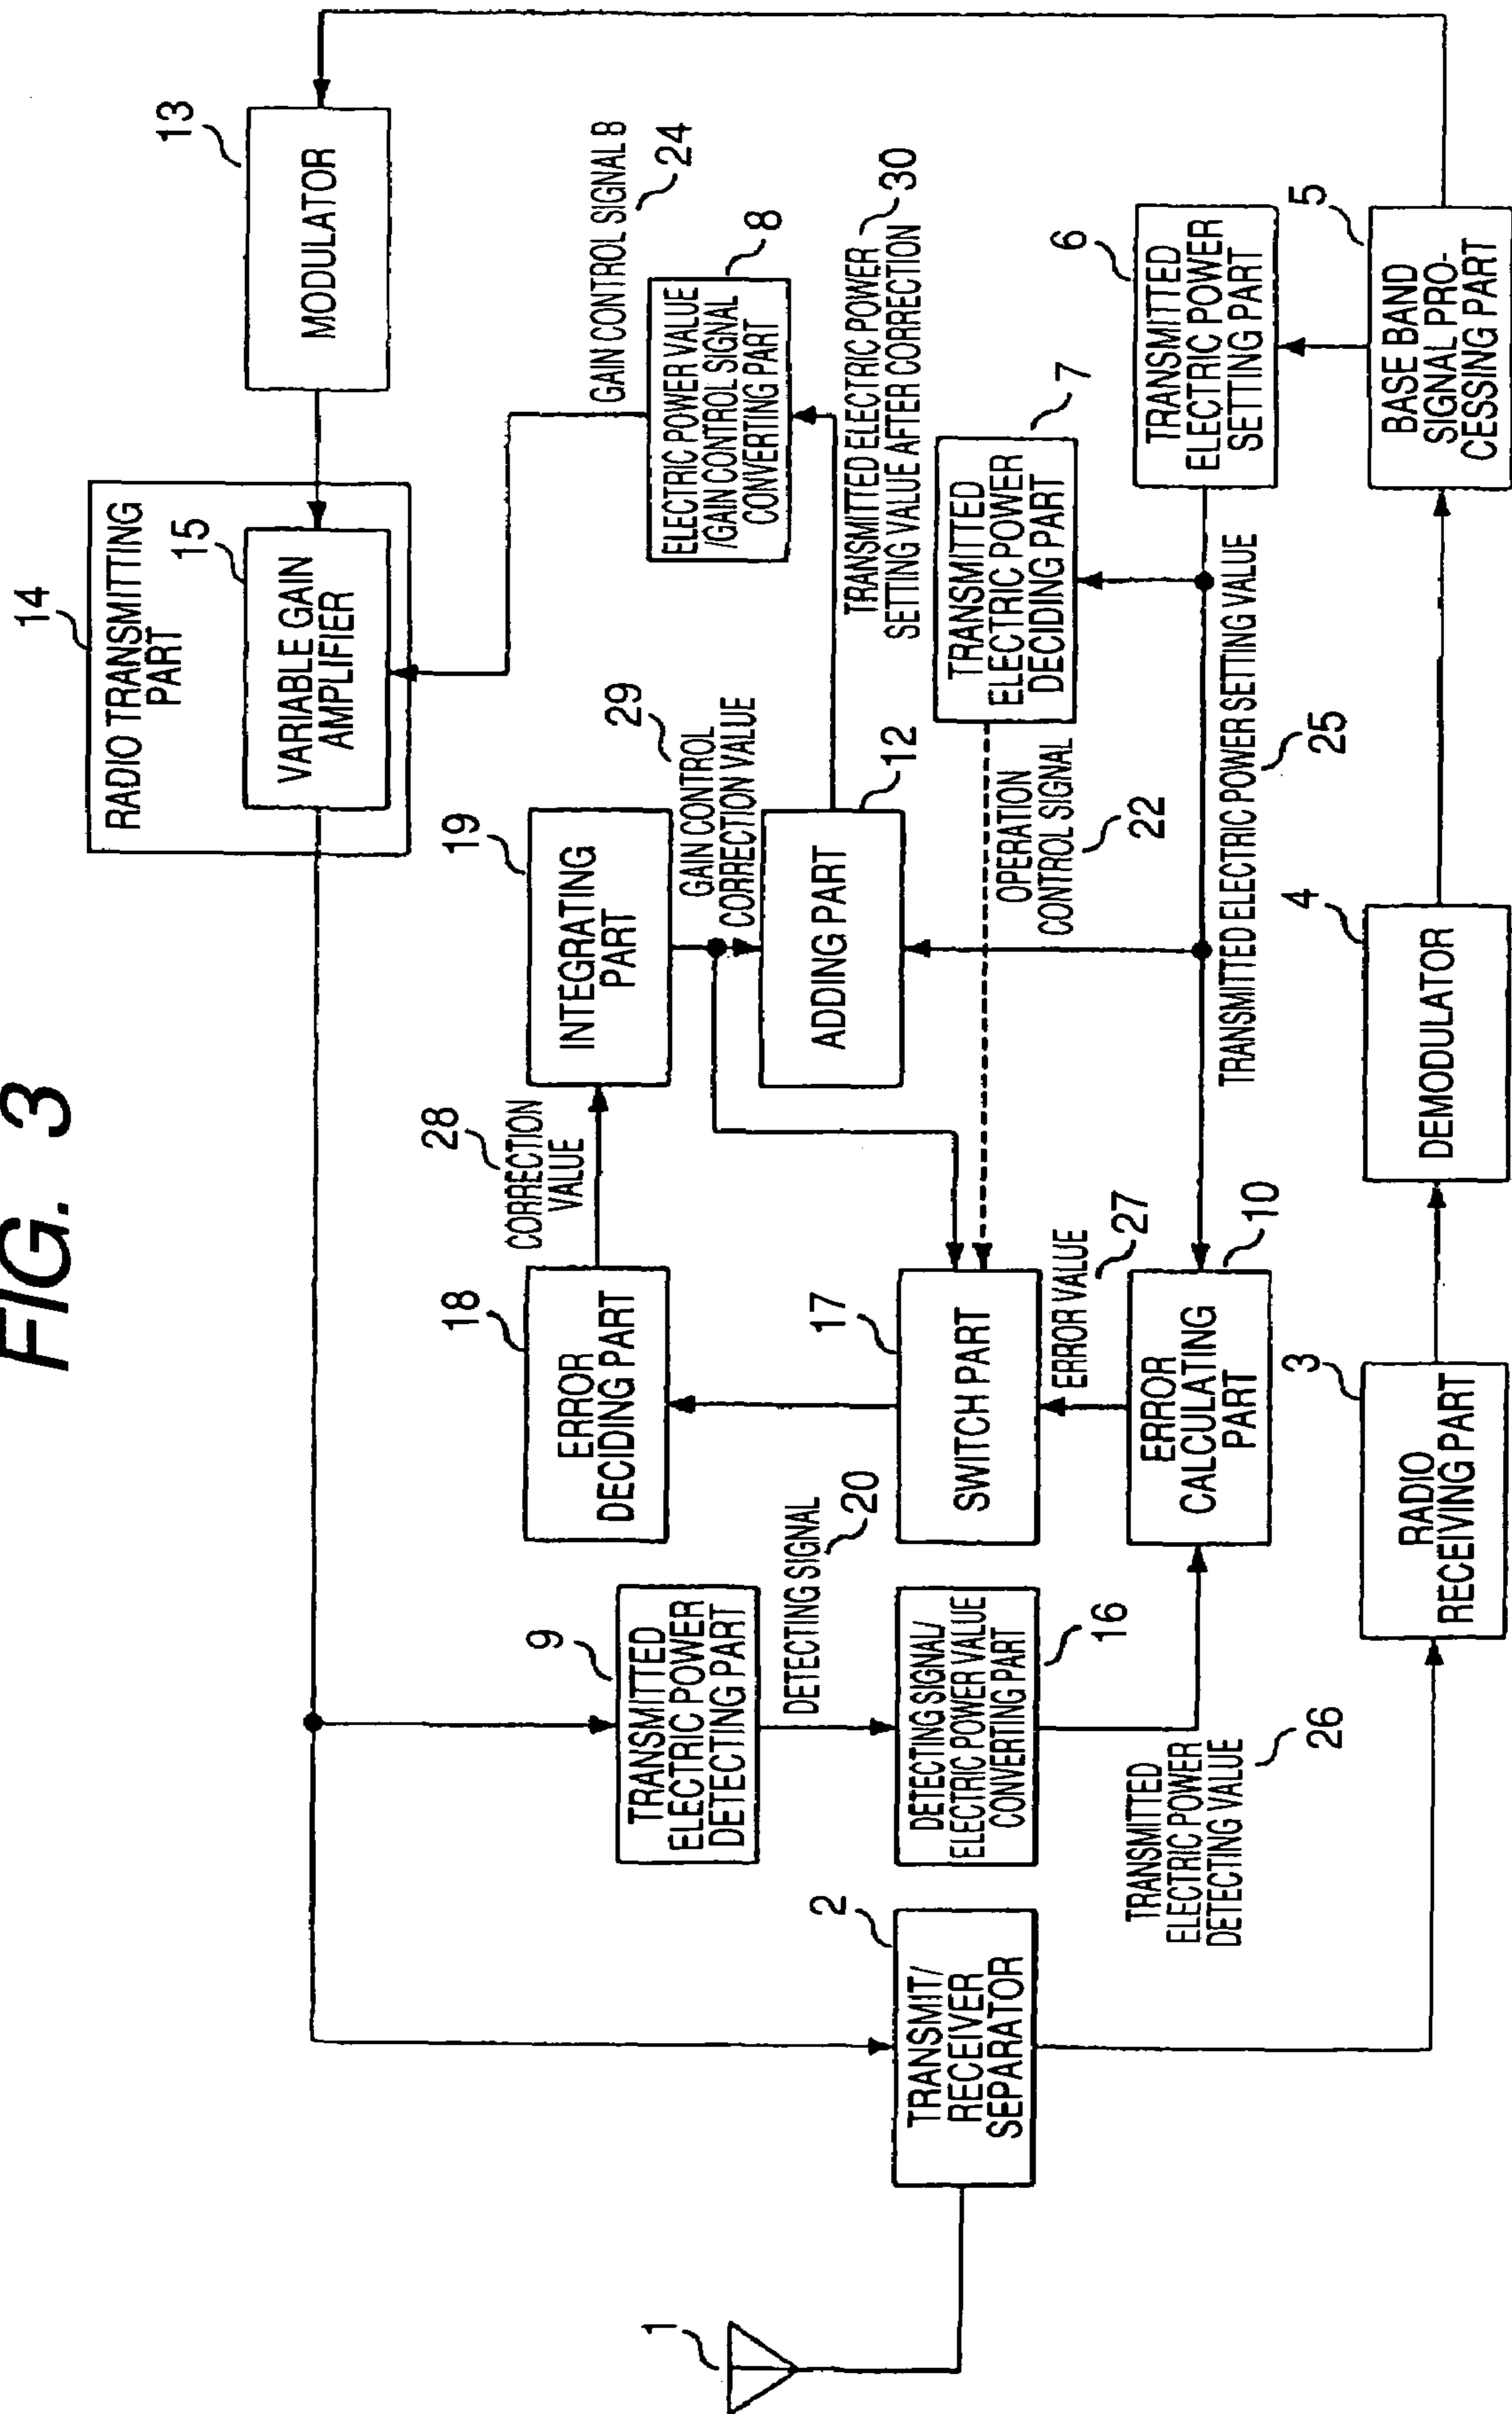 FIG. 3
14
RADIO TRANSMITTING
PART
15
VARIABLE GAIN
AMPLIFIER
13
MODULATOR
GAIN CONTROL SIGNAL B
24
8
ELECTRIC POWER VALUE
/GAIN CONTROL SIGNAL
CONVERTING PART
TRANSMITTED ELECTRIC POWER
SETTING VALUE AFTER CORRECTION
30
28
CORRECTION
VALUE
19
INTEGRATING
PART
29
GAIN CONTROL
CORRECTION VALUE
18
ERROR
DECIDING PART
12
ADDING PART
9
TRANSMITTED
ELECTRIC POWER
DETECTING PART
DETECTING SIGNAL
20
17
SWITCH PART
OPERATION
CONTROL SIGNAL
22
7
TRANSMITTED
ELECTRIC POWER
DECIDING PART
6
TRANSMITTED
ELECTRIC POWER
SETTING PART
1
2
TRANSMIT/
RECEIVER
SEPARATOR
DETECTING SIGNAL/
ELECTRIC POWER VALUE
CONVERTING PART
16
ERROR VALUE
27
10
ERROR
CALCULATING
PART
TRANSMITTED ELECTRIC POWER SETTING VALUE
25
TRANSMITTED
ELECTRIC POWER
DETECTING VALUE
26
3
RADIO
RECEIVING PART
4
DEMODULATOR
5
BASE BAND
SIGNAL PRO-
CESSING PART